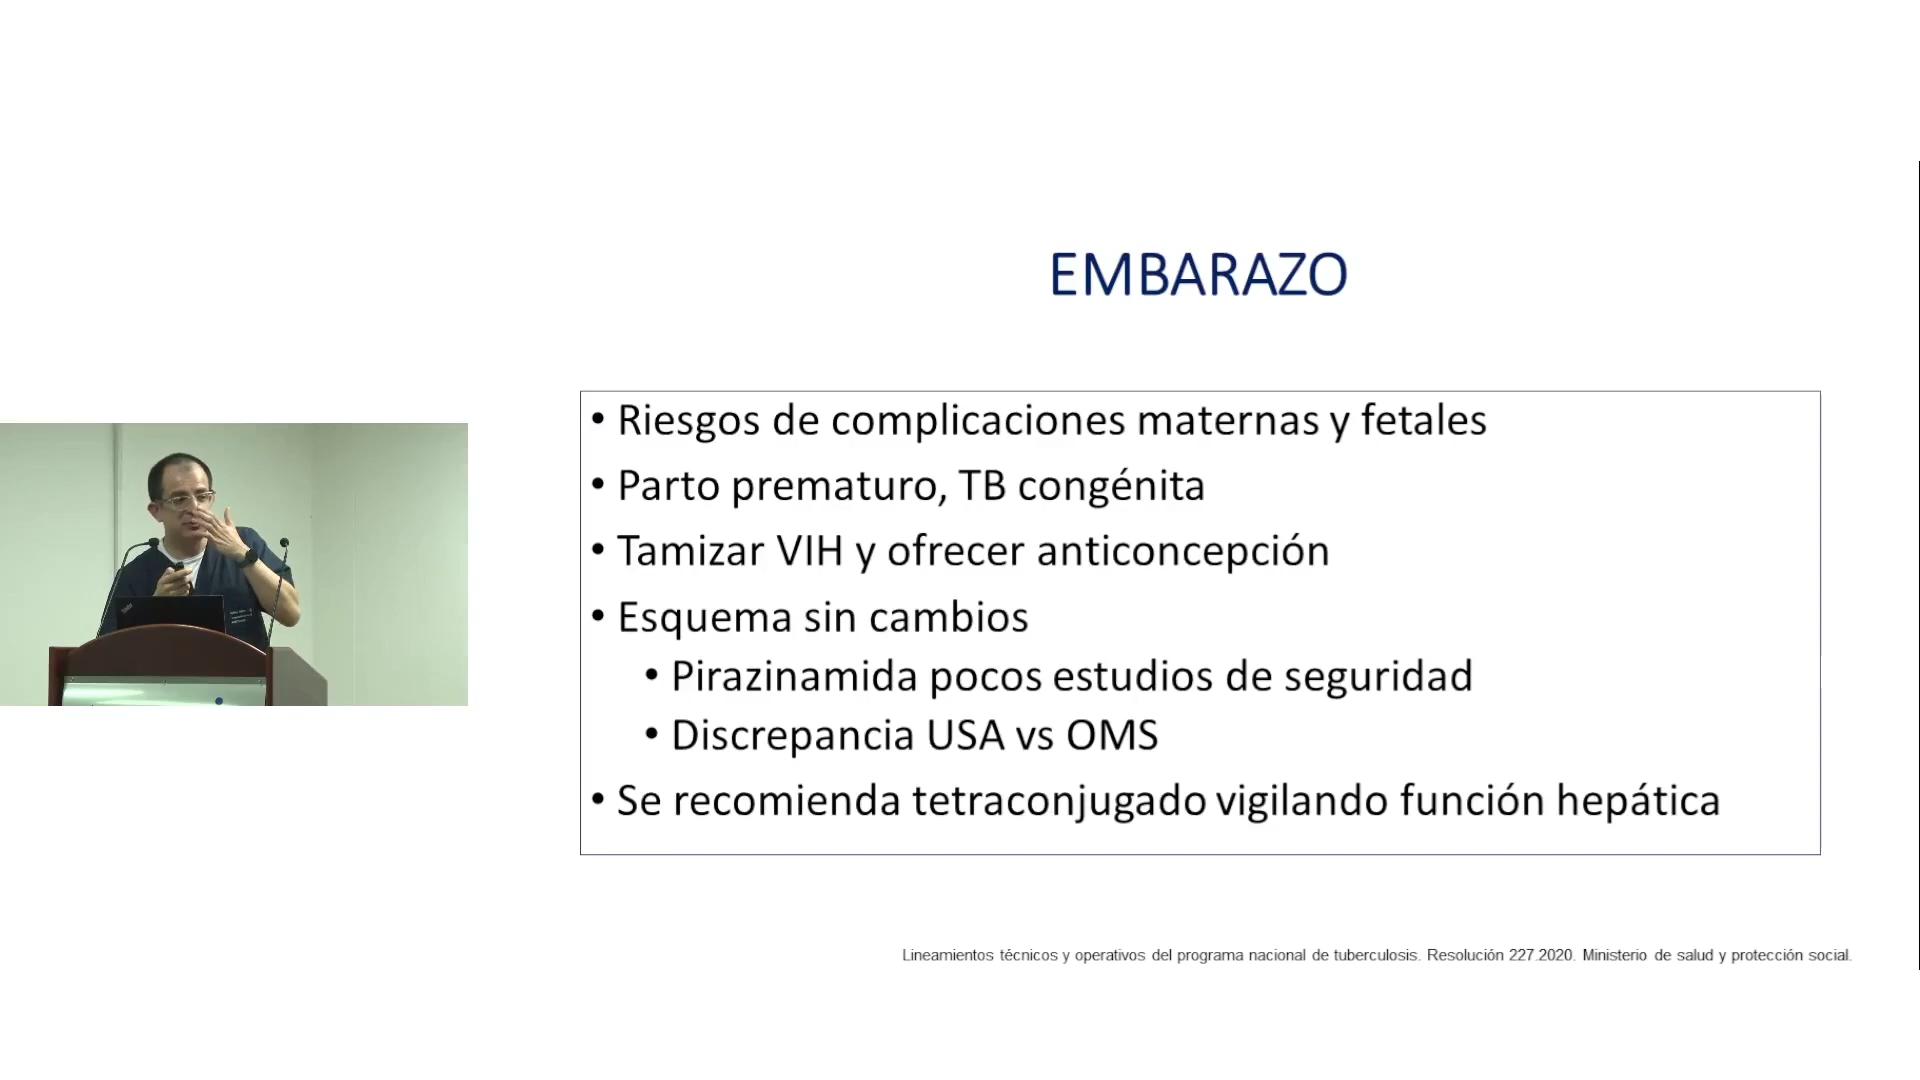 EMBARAZO
• Riesgos de complicaciones maternas y fetales
• Parto prematuro, TB congénita
• Tamizar VIH y ofrecer anticoncepción
• Esquema sin cambios
• Pirazinamida pocos estudios de seguridad
• Discrepancia USA vs OMS
• Se recomienda tetraconjugado vigilando función hepática
Lineamientos técnicos y operativos del programa nacional de tuberculosis. Resolución 227.2020. Ministerio de salud y protección social.